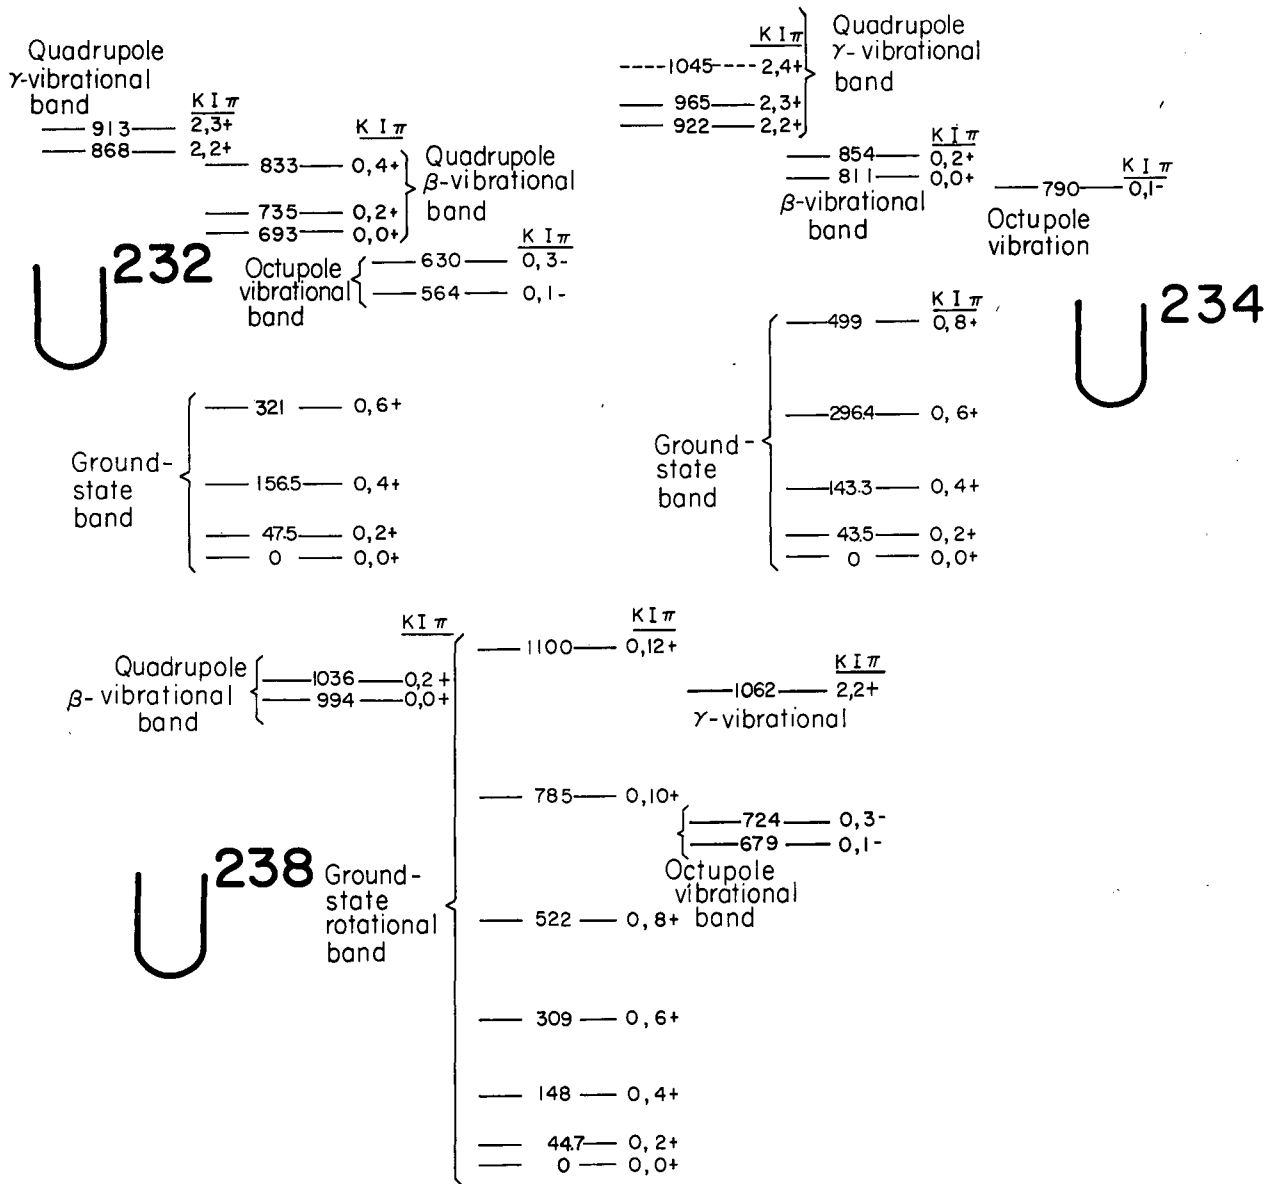 Quadrupole
γ-vibrational
band
K I π
913 2,3+
868 2,2+
K I π
833 0,4+
735 0,2+
693 0,0+
Quadrupole
β-vibrational
band
K I π
630 0,3-
564 0,1-
Octupole
vibrational
band
U 232
321 0,6+
156.5 0,4+
47.5 0,2+
0 0,0+
Ground-
state
band
K I π
1045 2,4+
965 2,3+
922 2,2+
Quadrupole
γ-vibrational
band
K I π
854 0,2+
811 0,0+
β-vibrational
band
K I π
790 0,1-
Octupole
vibration
U 234
K I π
499 0,8+
296.4 0,6+
143.3 0,4+
43.5 0,2+
0 0,0+
Ground-
state
band
K I π
1036 0,2+
994 0,0+
Quadrupole
β-vibrational
band
K I π
1100 0,12+
785 0,10+
522 0,8+
309 0,6+
148 0,4+
44.7 0,2+
0 0,0+
U 238
Ground-
state
rotational
band
K I π
1062 2,2+
γ-vibrational
724 0,3-
679 0,1-
Octupole
vibrational
band